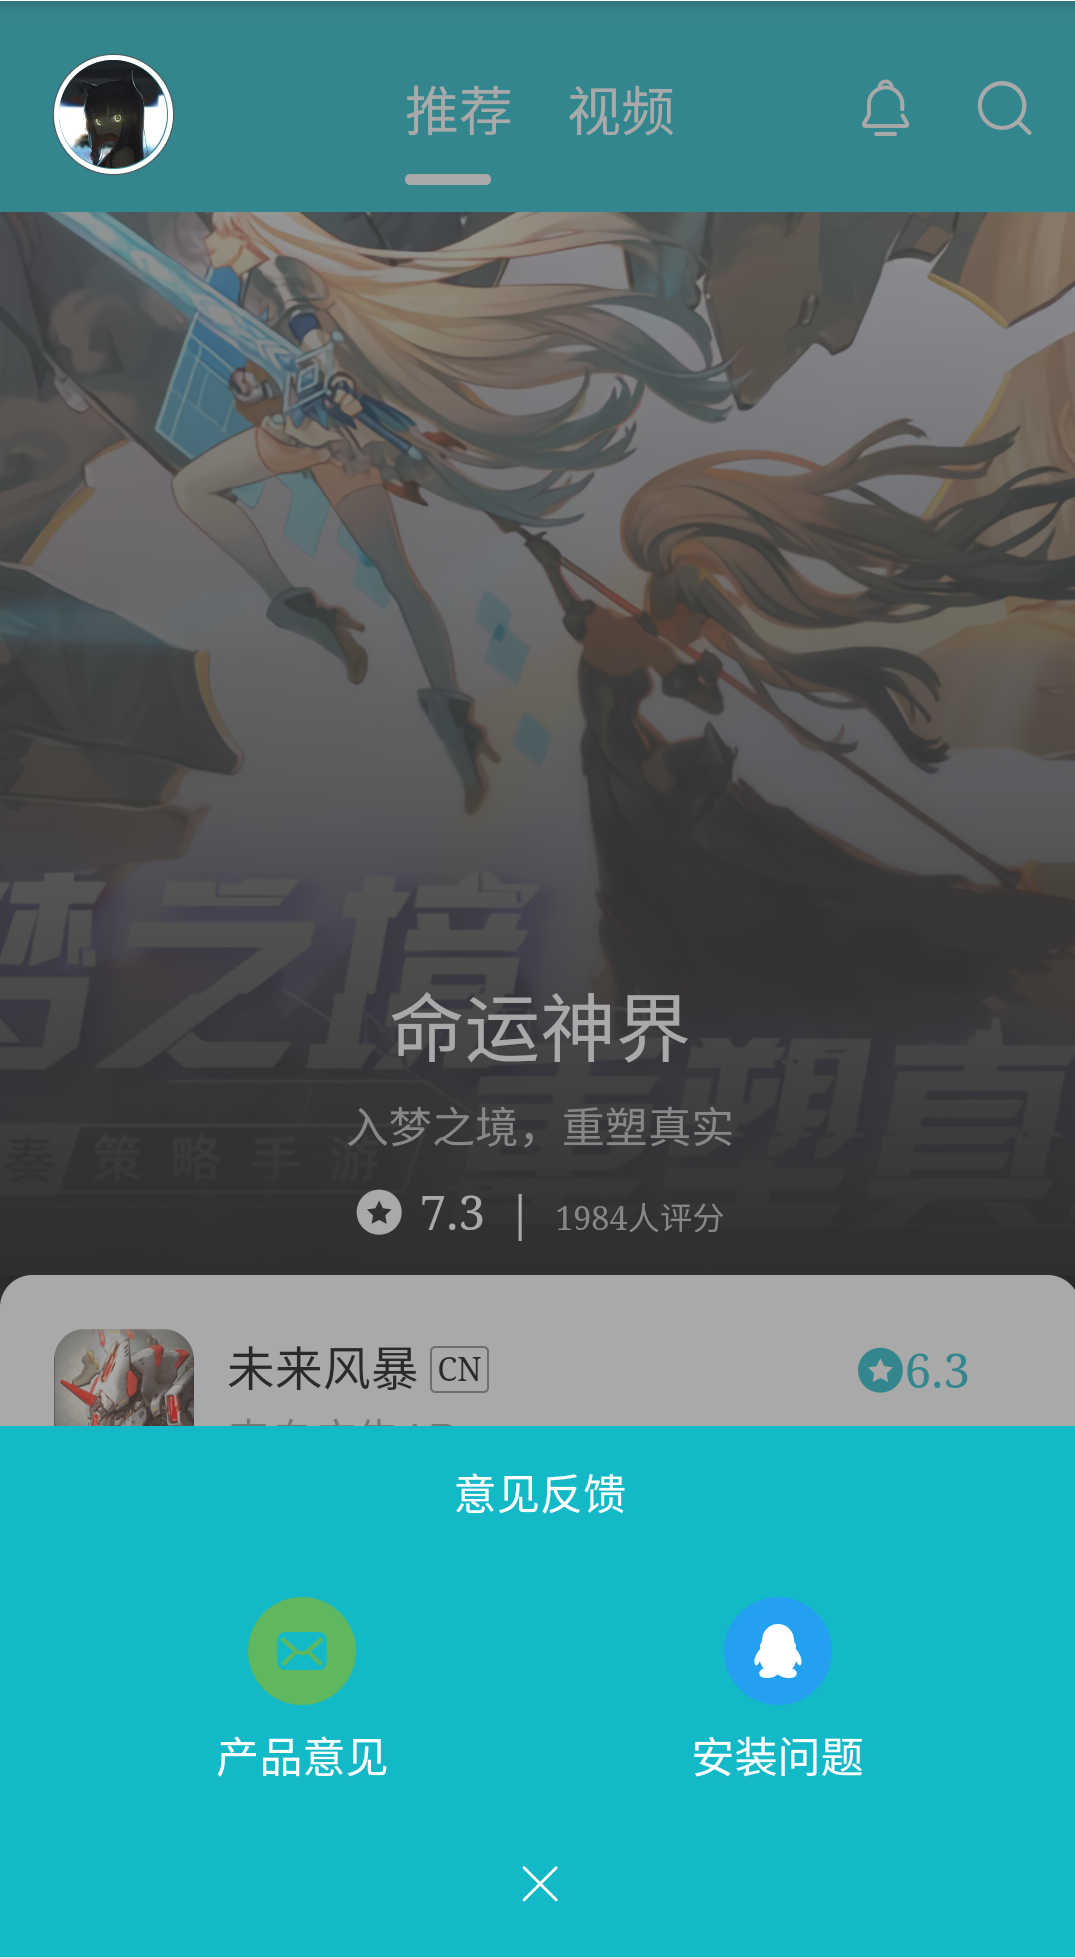 推荐 视频
梦之境
重塑真
奏策略手游
命运神界
入梦之境，重塑真实
7.3 | 1984人评分
未来风暴 CN 6.3
意见反馈
产品意见 安装问题